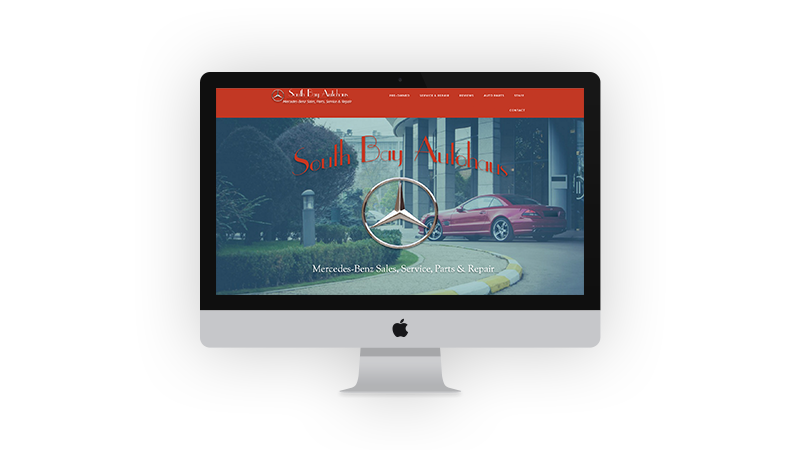 South Bay Autohaus
Mercedes-Benz Sales, Parts, Service & Repair
PRE-OWNED SERVICE & REPAIR REVIEWS AUTO PARTS STAFF
CONTACT
South Bay Autohaus
Mercedes-Benz Sales, Service, Parts & Repair